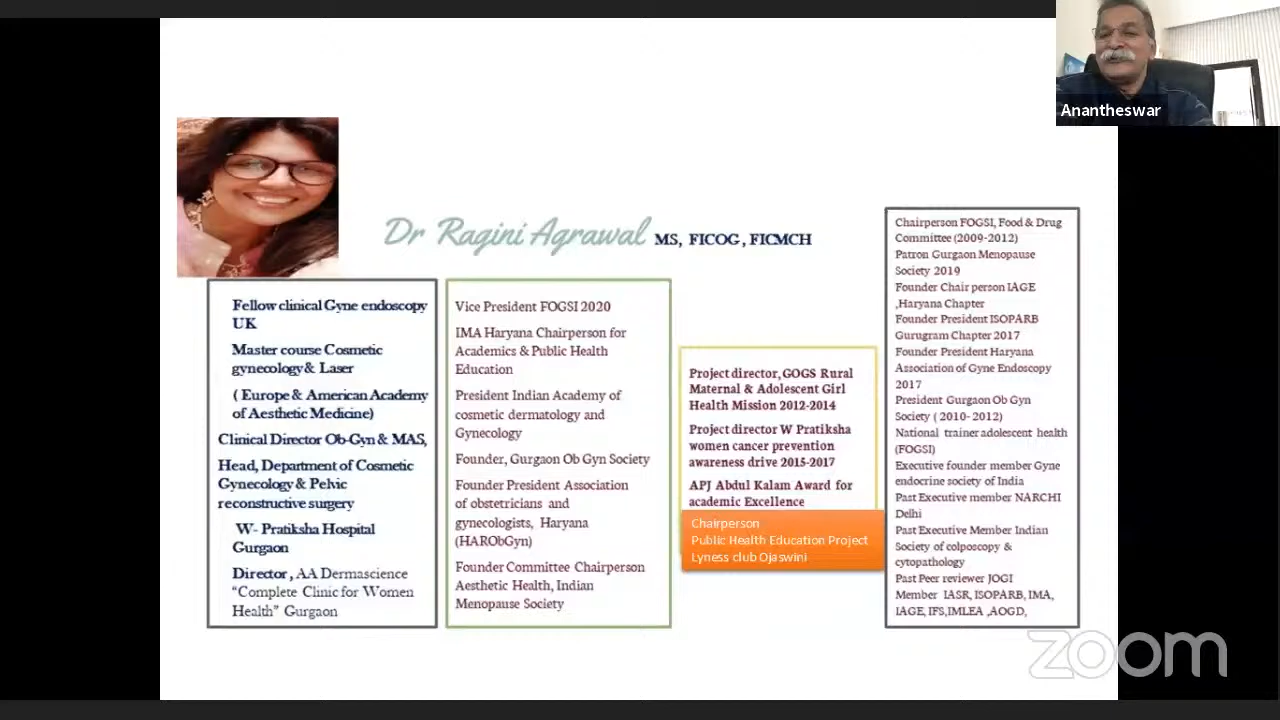 Anantheswar
Dr Ragini Agrawal MS, FICOG, FICMCH
Fellow clinical Gyne endoscopy
UK
Master course Cosmetic
gynecology & Laser
( Europe & American Academy
of Aesthetic Medicine)
Clinical Director Ob-Gyn & MAS,
Head, Department of Cosmetic
Gynecology & Pelvic
reconstructive surgery
W- Pratiksha Hospital
Gurgaon
Director, AA Dermascience
"Complete Clinic for Women
Health" Gurgaon
Vice President FOGSI 2020
IMA Haryana Chairperson for
Academics & Public Health
Education
President Indian Academy of
cosmetic dermatology and
Gynecology
Founder, Gurgaon Ob Gyn Society
Founder President Association
of obstetricians and
gynecologists, Haryana
(HARObGyn)
Founder Committee Chairperson
Aesthetic Health, Indian
Menopause Society
Project director, GOGS Rural
Maternal & Adolescent Girl
Health Mission 2012-2014
Project director W Pratiksha
women cancer prevention
awareness drive 2015-2017
APJ Abdul Kalam Award for
academic Excellence
Chairperson
Public Health Education Project
Lyness club Ojaswini
Chairperson FOGSI, Food & Drug
Committee (2009-2012)
Patron Gurgaon Menopause
Society 2019
Founder Chair person IAGE
,Haryana Chapter
Founder President ISOPARB
Gurugram Chapter 2017
Founder President Haryana
Association of Gyne Endoscopy
2017
President Gurgaon Ob Gyn
Society ( 2010- 2012)
National trainer adolescent health
(FOGSI)
Executive founder member Gyne
endocrine society of India
Past Executive member NARCHI
Delhi
Past Executive Member Indian
Society of colposcopy &
cytopathology
Past Peer reviewer JOGI
Member IASR, ISOPARB, IMA,
IAGE, IFS,IMLEA ,AOGD,
zoom